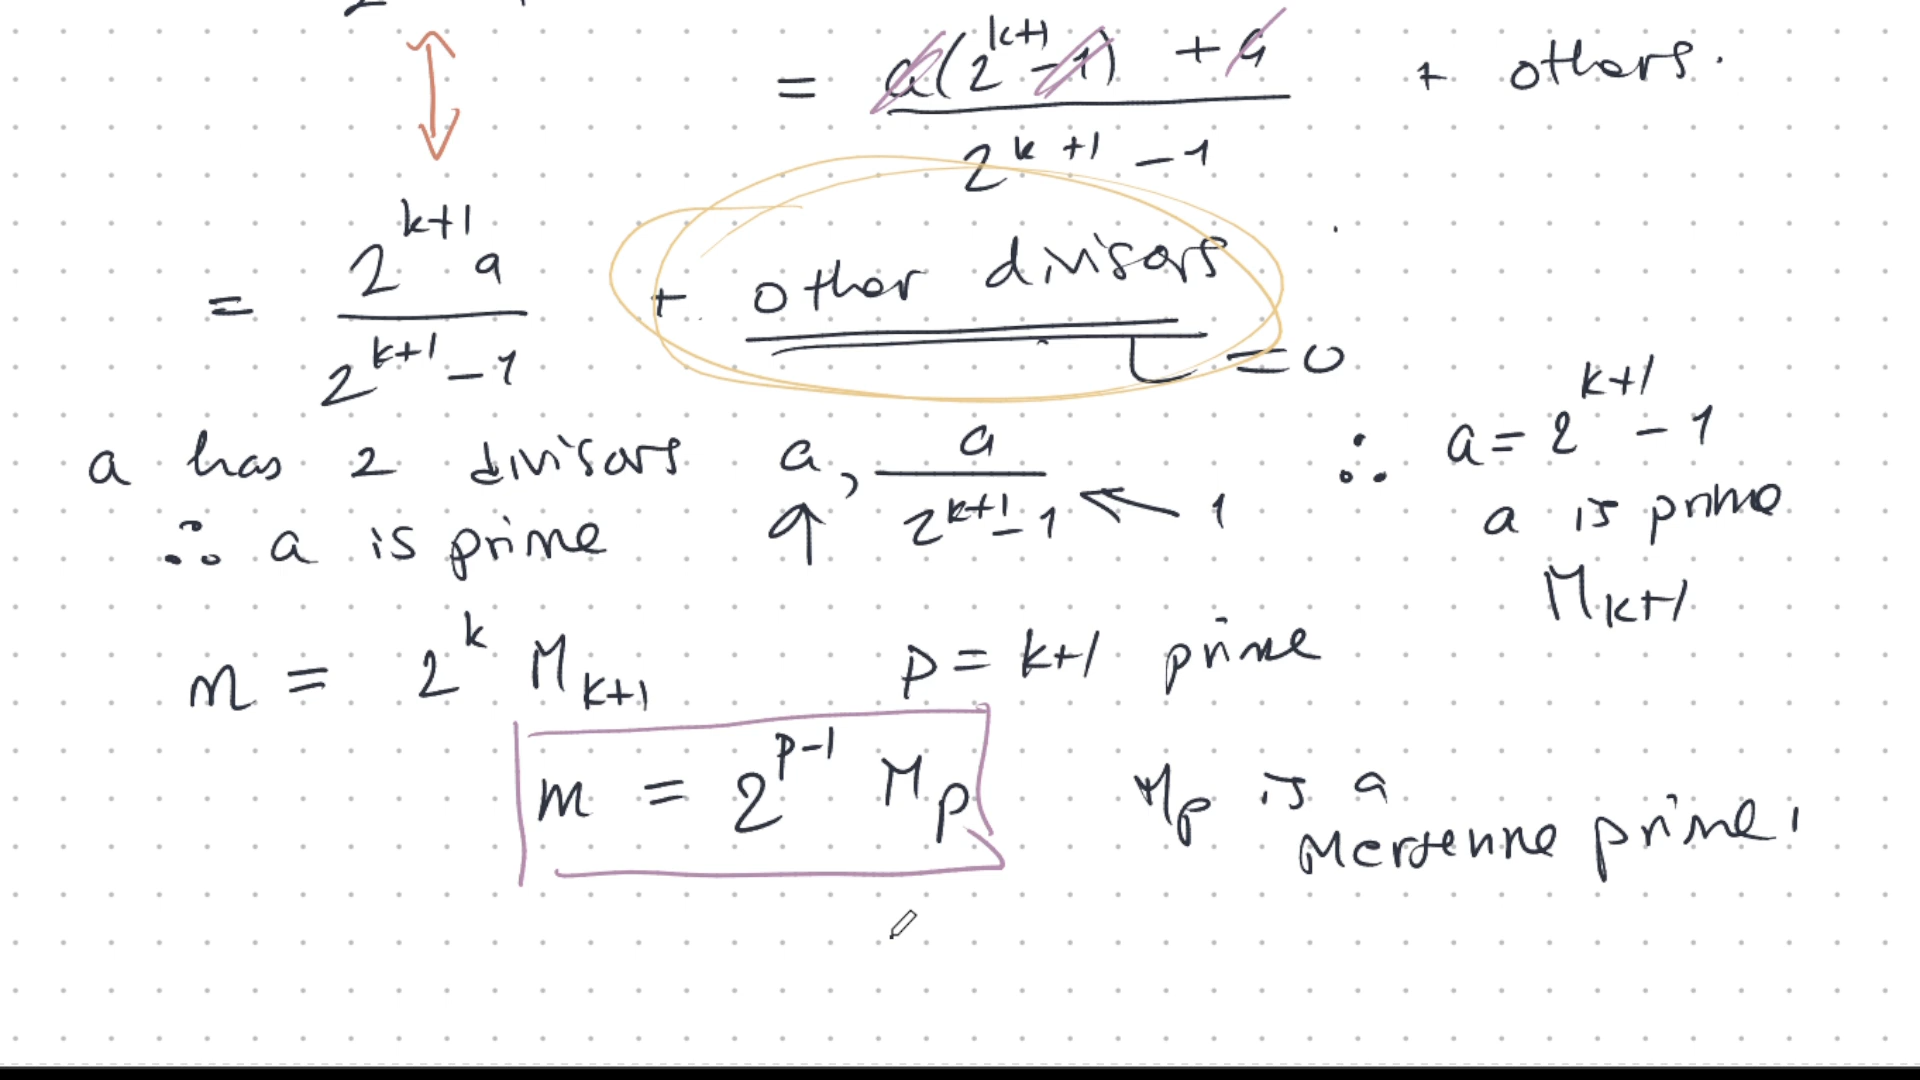 = a(2^{k+1} - 1) + a / 2^{k+1} - 1 + others.
= 2^{k+1} a / 2^{k+1} - 1 + other divisors = 0
a has 2 divisors a, a / 2^{k+1} - 1 ← 1
∴ a = 2^{k+1} - 1
∴ a is prime
a is prime
M_{k+1}
m = 2^k M_{k+1} p = k+1 prime
m = 2^{p-1} M_p
M_p is a
Mersenne prime.